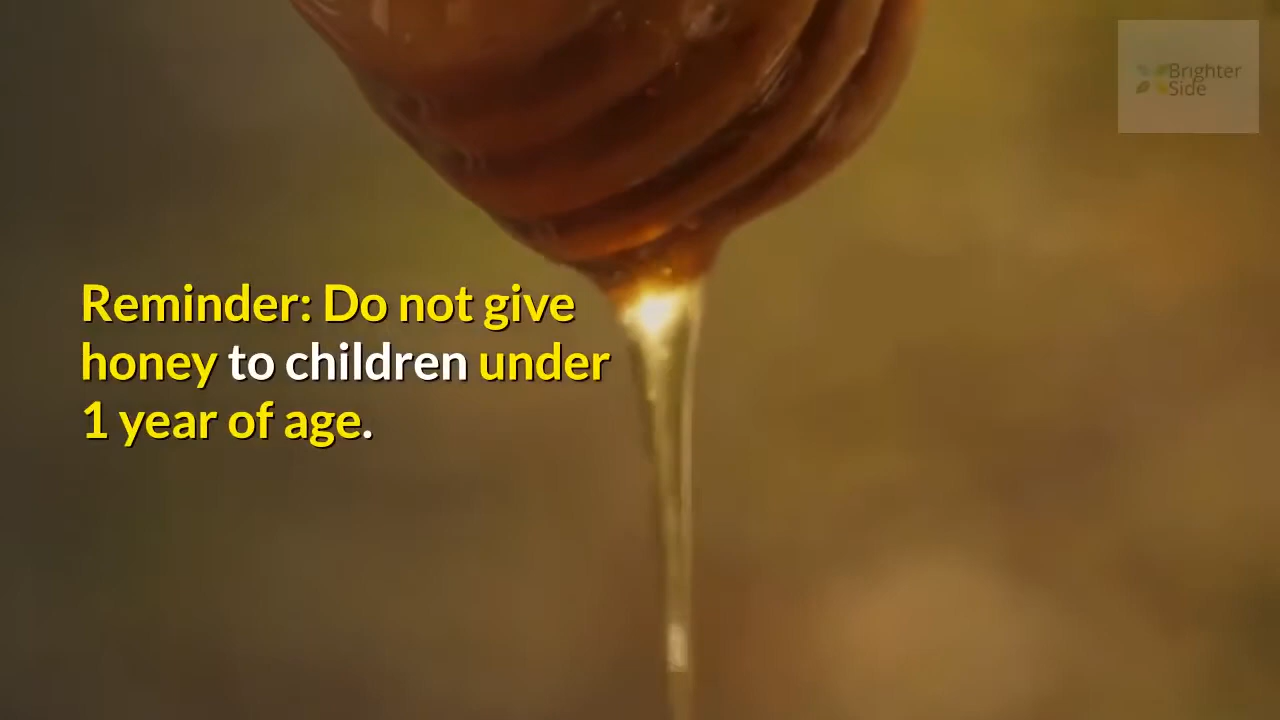 Brighter
Side
Reminder: Do not give
honey to children under
1 year of age.